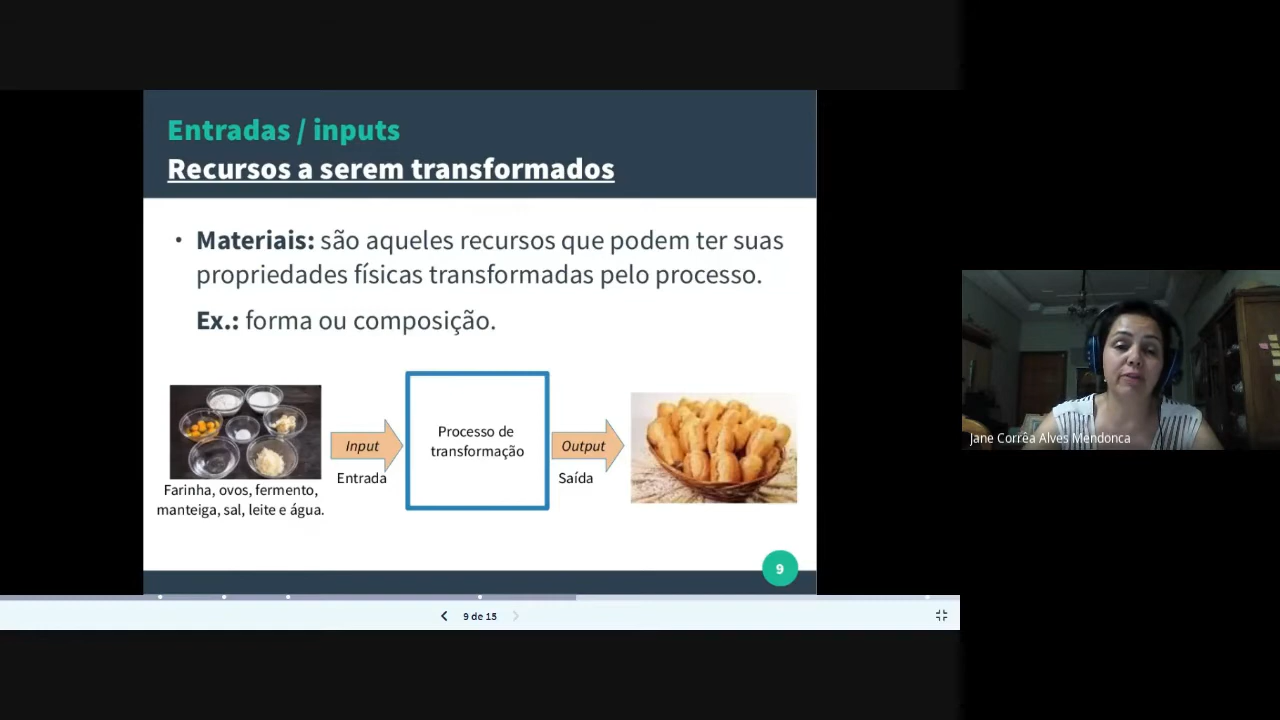 Entradas / inputs
Recursos a serem transformados
• Materiais: são aqueles recursos que podem ter suas
propriedades físicas transformadas pelo processo.
Ex.: forma ou composição.
Input
Entrada
Processo de
transformação
Output
Saída
Farinha, ovos, fermento,
manteiga, sal, leite e água.
9
9 de 15
Jane Corrêa Alves Mendonca